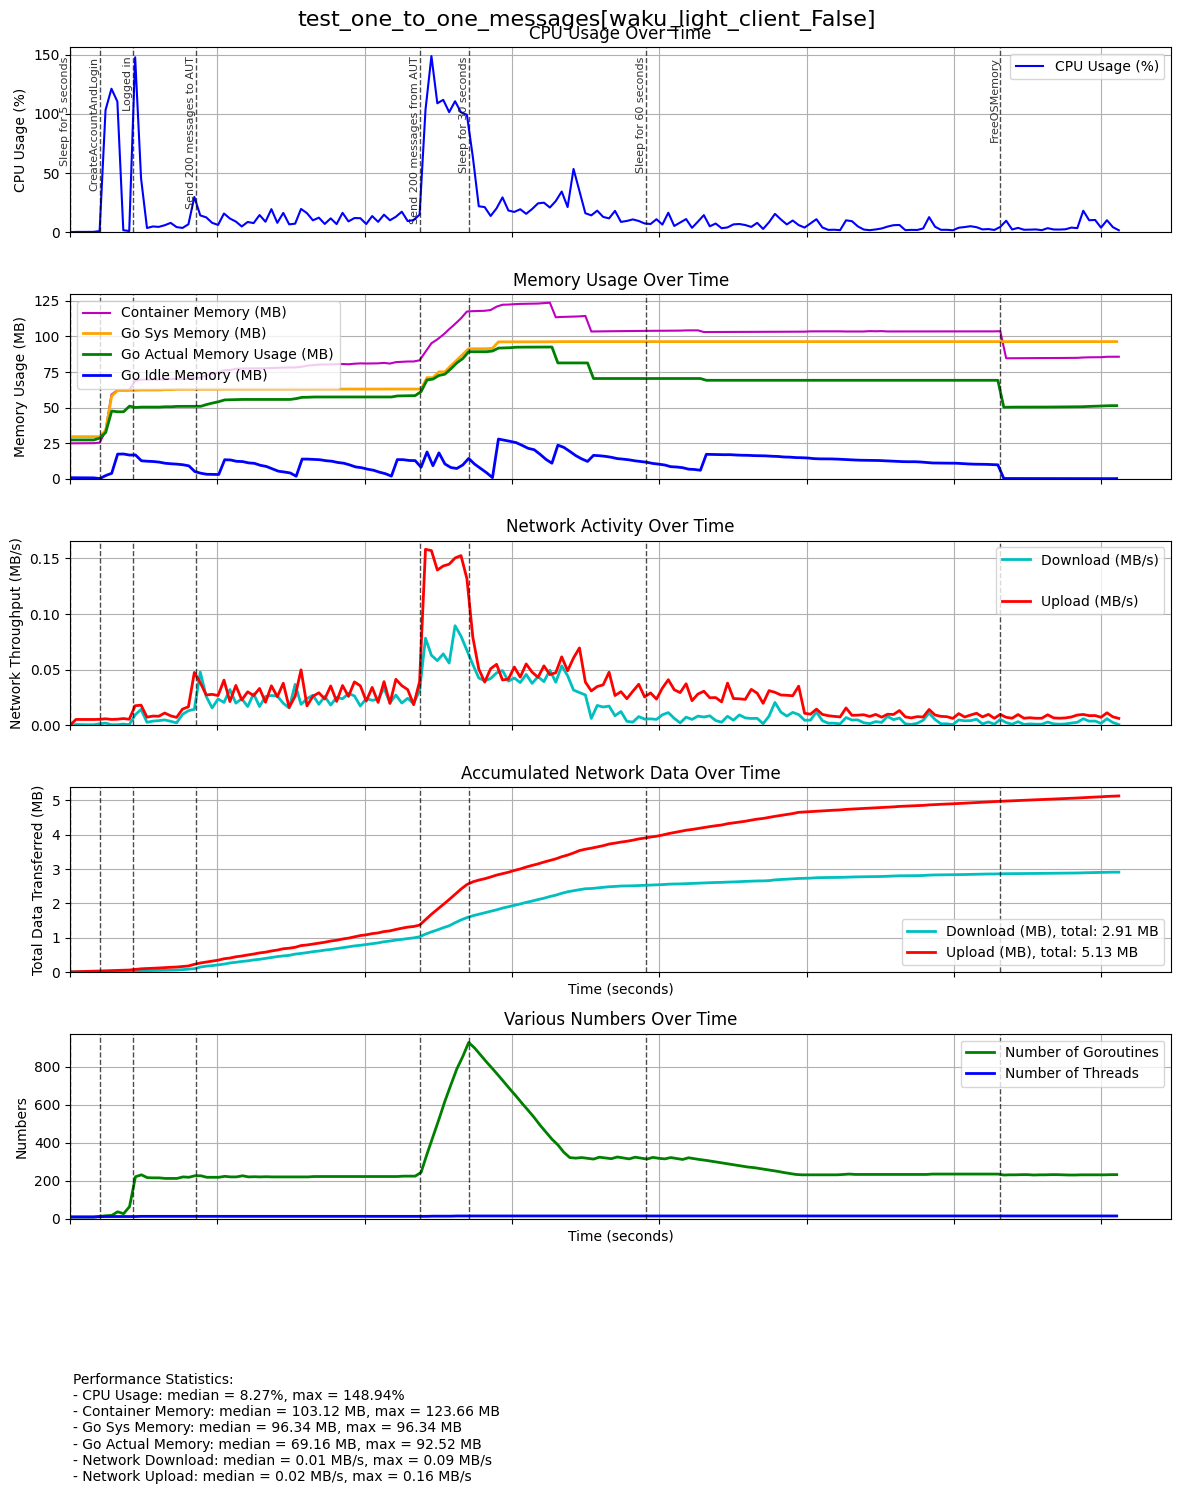 test_one_to_one_messages[waku_light_client_False]
CPU Usage Over Time
CPU Usage (%)
150
100
50
0
Sleep for 5 seconds
CreateAccountAndLogin
Logged in
Send 200 messages to AUT
Send 200 messages from AUT
Sleep for 30 seconds
Sleep for 60 seconds
FreeOSMemory
CPU Usage (%)
Memory Usage Over Time
Memory Usage (MB)
125
100
75
50
25
0
Container Memory (MB)
Go Sys Memory (MB)
Go Actual Memory Usage (MB)
Go Idle Memory (MB)
Network Activity Over Time
Network Throughput (MB/s)
0.15
0.10
0.05
0.00
Download (MB/s)
Upload (MB/s)
Accumulated Network Data Over Time
Total Data Transferred (MB)
5
4
3
2
1
0
Download (MB), total: 2.91 MB
Upload (MB), total: 5.13 MB
Time (seconds)
Various Numbers Over Time
Numbers
800
600
400
200
0
Number of Goroutines
Number of Threads
Time (seconds)
Performance Statistics:
- CPU Usage: median = 8.27%, max = 148.94%
- Container Memory: median = 103.12 MB, max = 123.66 MB
- Go Sys Memory: median = 96.34 MB, max = 96.34 MB
- Go Actual Memory: median = 69.16 MB, max = 92.52 MB
- Network Download: median = 0.01 MB/s, max = 0.09 MB/s
- Network Upload: median = 0.02 MB/s, max = 0.16 MB/s